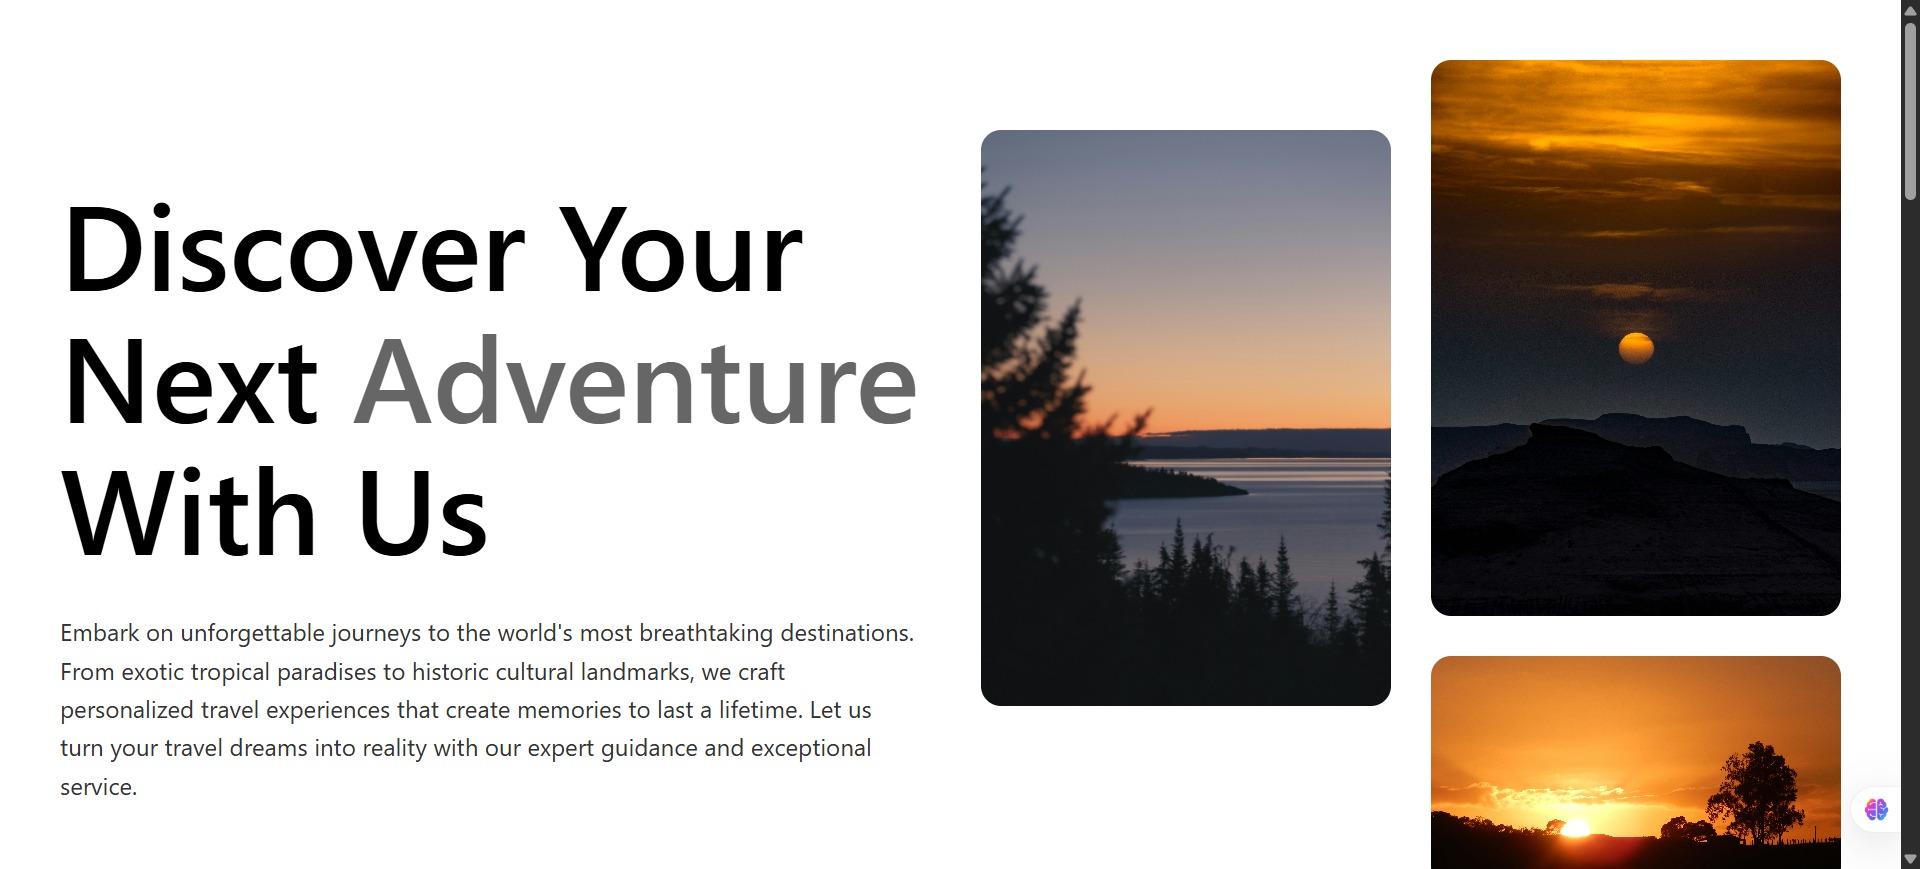 Discover Your
Next Adventure
With Us
Embark on unforgettable journeys to the world's most breathtaking destinations.
From exotic tropical paradises to historic cultural landmarks, we craft
personalized travel experiences that create memories to last a lifetime. Let us
turn your travel dreams into reality with our expert guidance and exceptional
service.